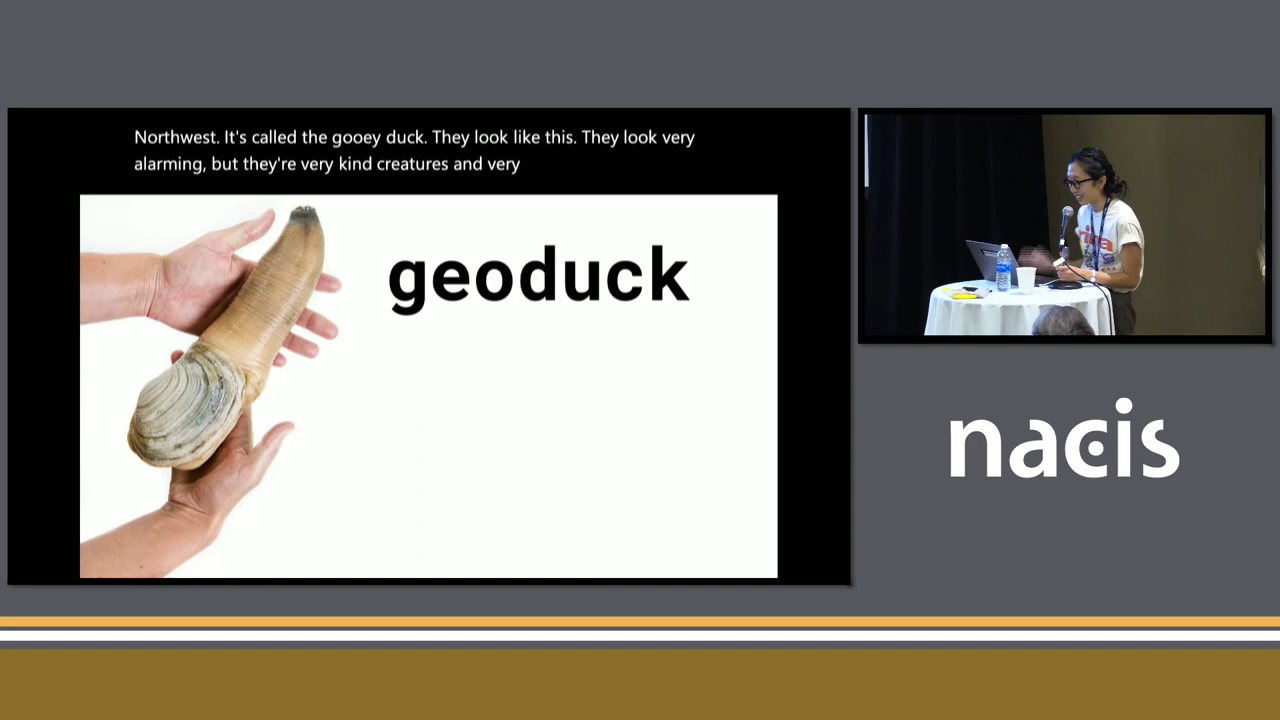 Northwest. It's called the gooey duck. They look like this. They look very
alarming, but they're very kind creatures and very
geoduck
nacis